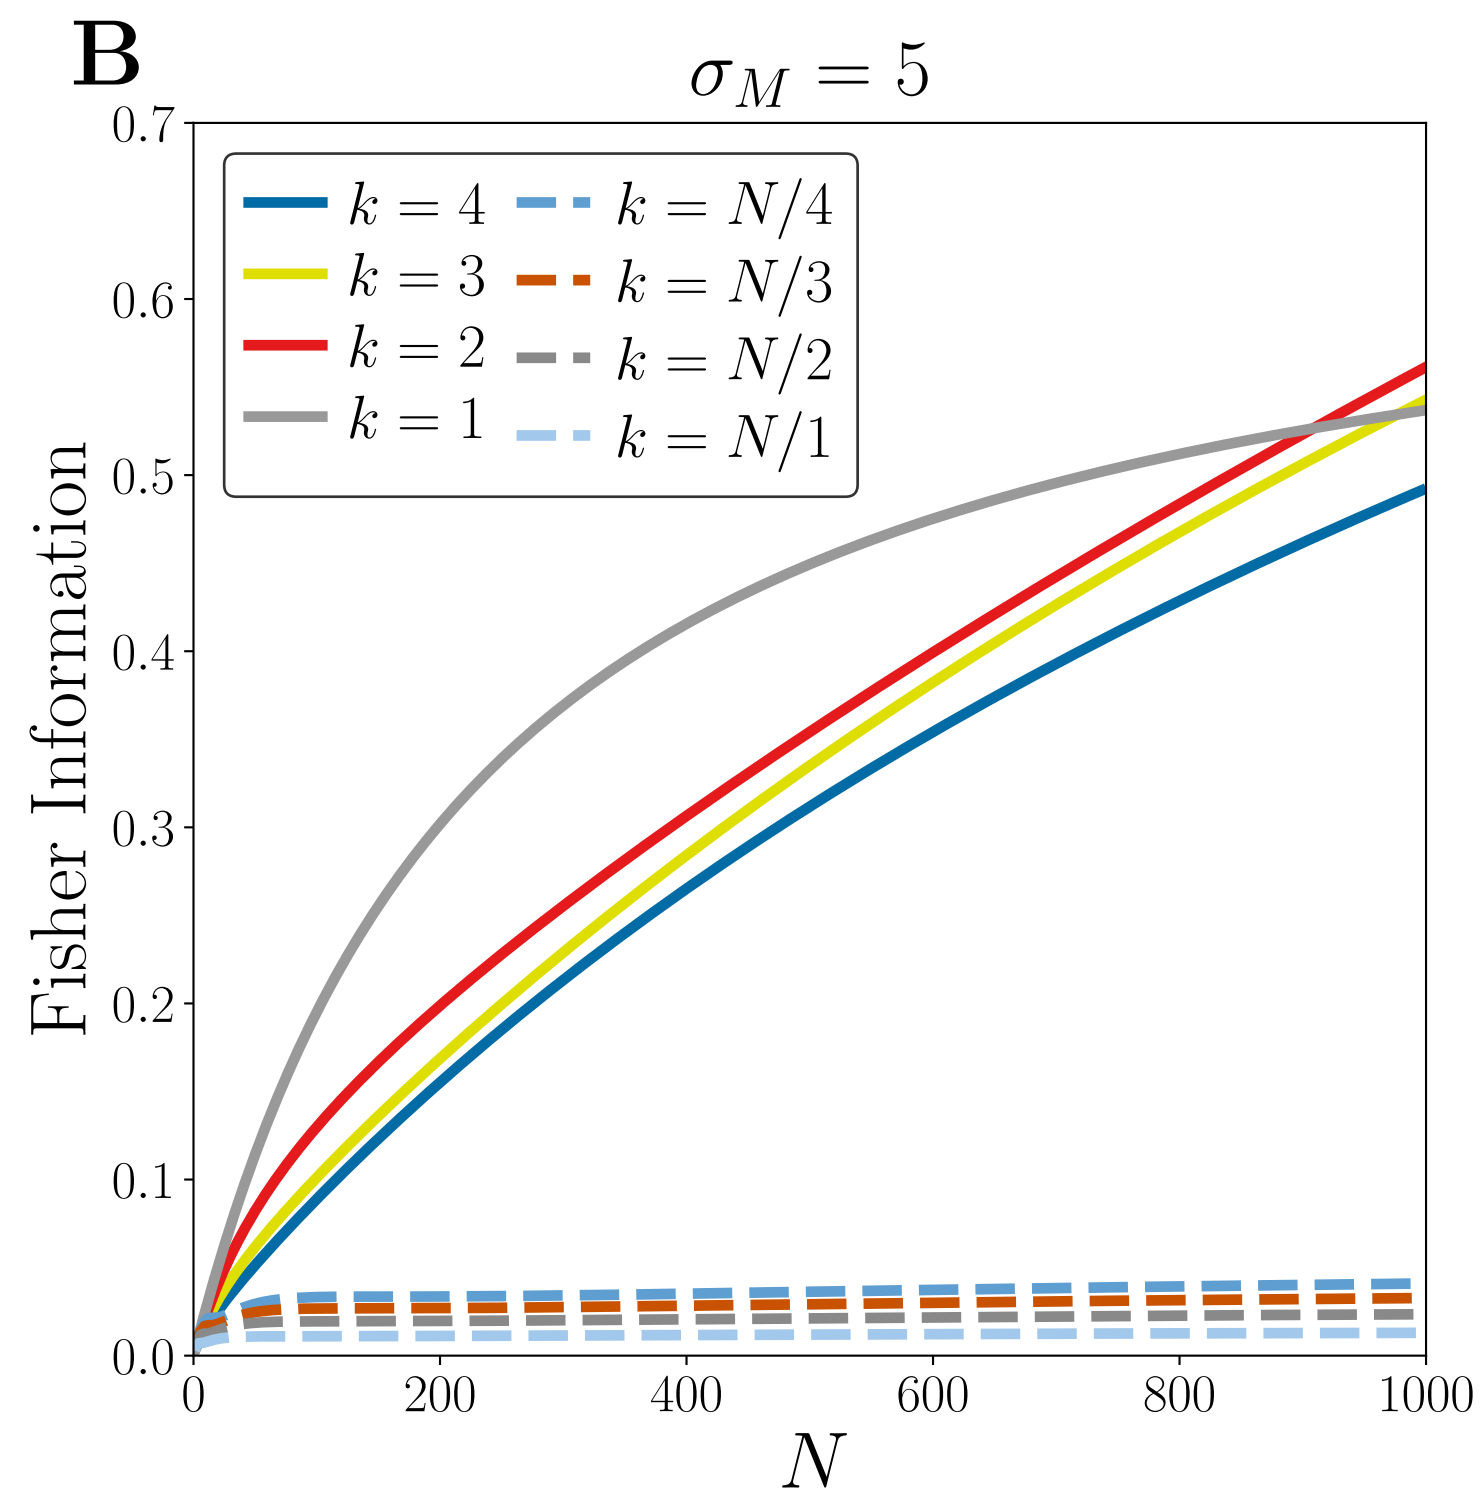 B
σ_M = 5
0.7
0.6
0.5
0.4
0.3
0.2
0.1
0.0
Fisher Information
k = 4
k = 3
k = 2
k = 1
k = N/4
k = N/3
k = N/2
k = N/1
0 200 400 600 800 1000
N